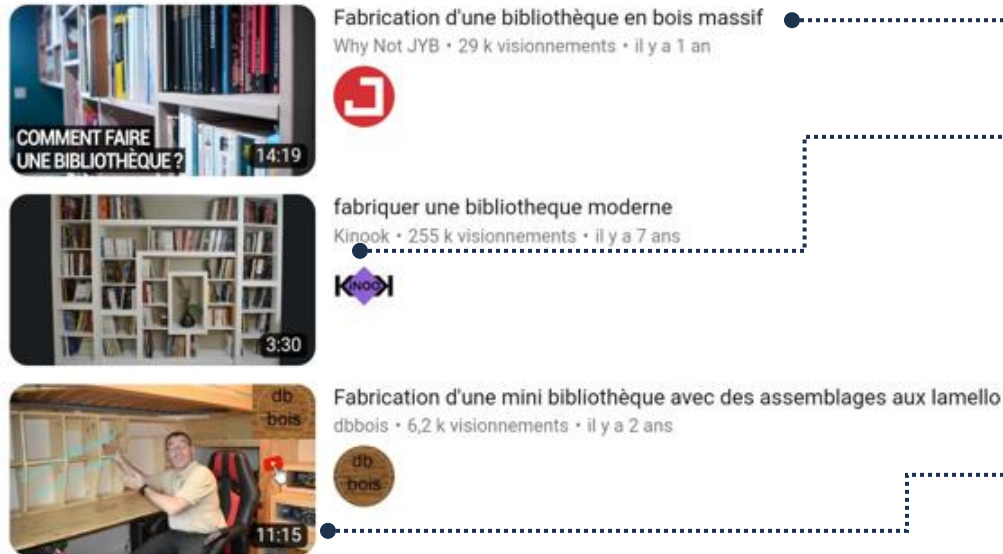 Fabrication d'une bibliothèque en bois massif
Why Not JYB • 29 k visionnements • il y a 1 an
COMMENT FAIRE
UNE BIBLIOTHÈQUE ?
14:19
fabriquer une bibliotheque moderne
Kinook • 255 k visionnements • il y a 7 ans
KINOOK
3:30
Fabrication d'une mini bibliothèque avec des assemblages aux lamello
dbbois • 6,2 k visionnements • il y a 2 ans
db
bois
db
bois
11:15